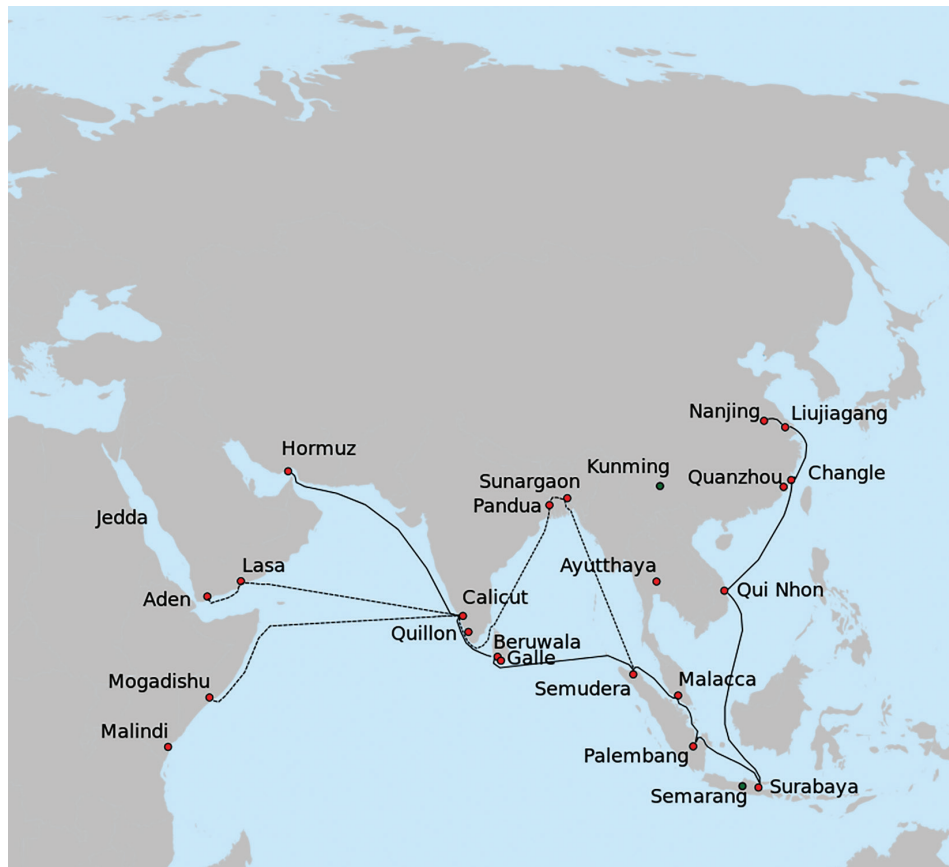 Nanjing
Liujiagang
Hormuz
Kunming
Quanzhou
Changle
Sunargaon
Pandua
Jedda
Lasa
Ayutthaya
Aden
Calicut
Qui Nhon
Quillon
Beruwala
Galle
Mogadishu
Semudera
Malacca
Malindi
Palembang
Semarang
Surabaya